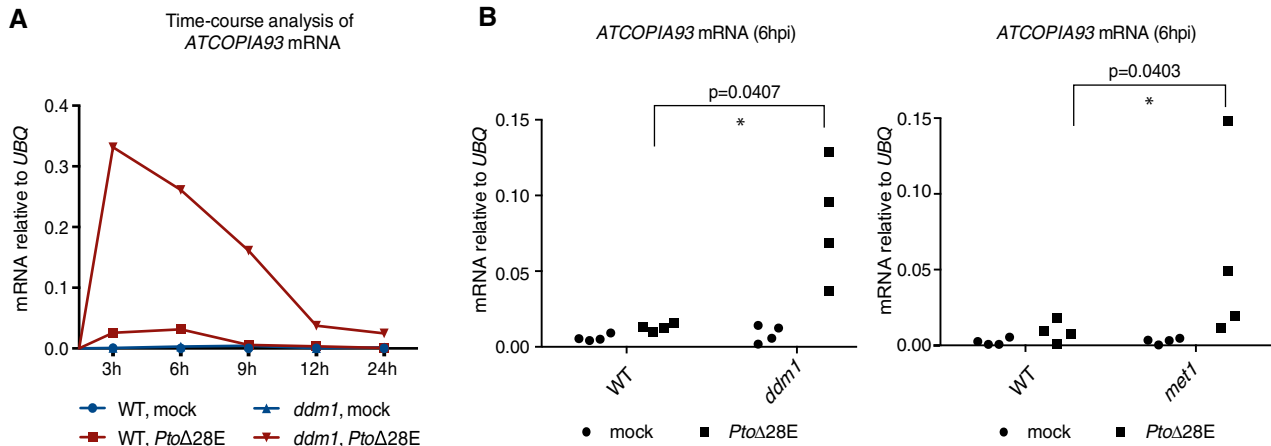 A
Time-course analysis of
ATCOPIA93 mRNA
mRNA relative to UBQ
0.4
0.3
0.2
0.1
0.0
3h 6h 9h 12h 24h
WT, mock
ddm1, mock
WT, PtoΔ28E
ddm1, PtoΔ28E
B
ATCOPIA93 mRNA (6hpi)
p=0.0407
*
mRNA relative to UBQ
0.15
0.10
0.05
0.00
WT
ddm1
mock
PtoΔ28E
ATCOPIA93 mRNA (6hpi)
p=0.0403
*
mRNA relative to UBQ
0.15
0.10
0.05
0.00
WT
met1
mock
PtoΔ28E